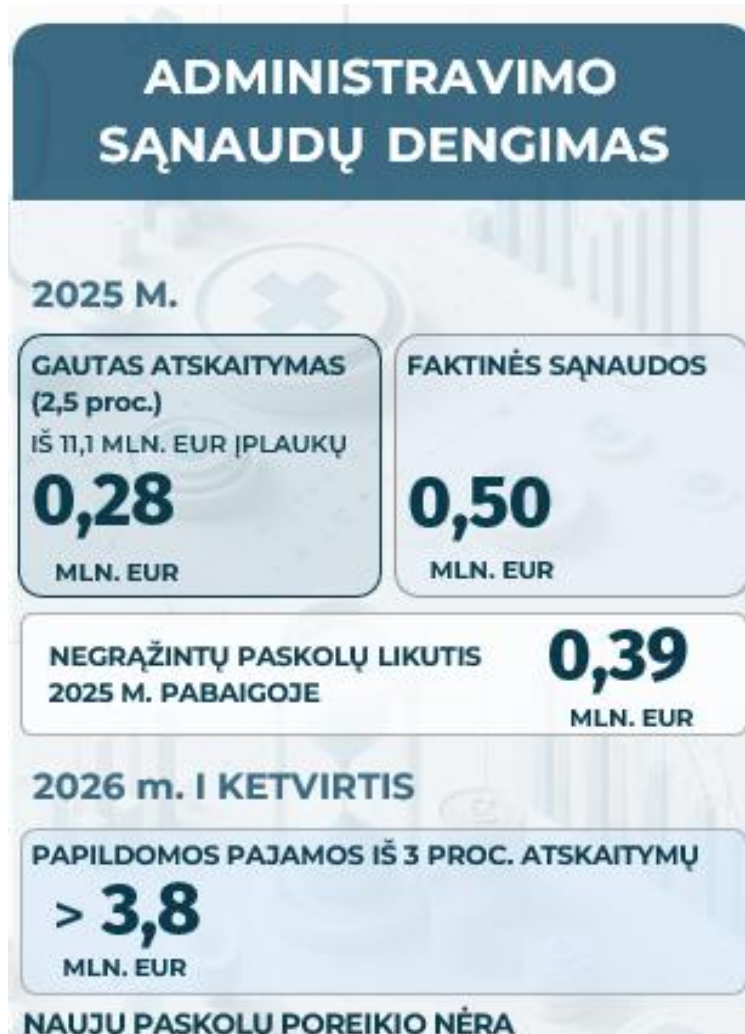 ADMINISTRAVIMO
SĄNAUDŲ DENGIMAS
2025 M.
GAUTAS ATSKAITYMAS
(2,5 proc.)
IŠ 11,1 MLN. EUR ĮPLAUKŲ
0,28
MLN. EUR
FAKTINĖS SĄNAUDOS
0,50
MLN. EUR
NEGRĄŽINTŲ PASKOLŲ LIKUTIS
2025 M. PABAIGOJE
0,39
MLN. EUR
2026 m. I KETVIRTIS
PAPILDOMOS PAJAMOS IŠ 3 PROC. ATSKAITYMŲ
> 3,8
MLN. EUR
NAUJŲ PASKOLŲ POREIKIO NĖRA